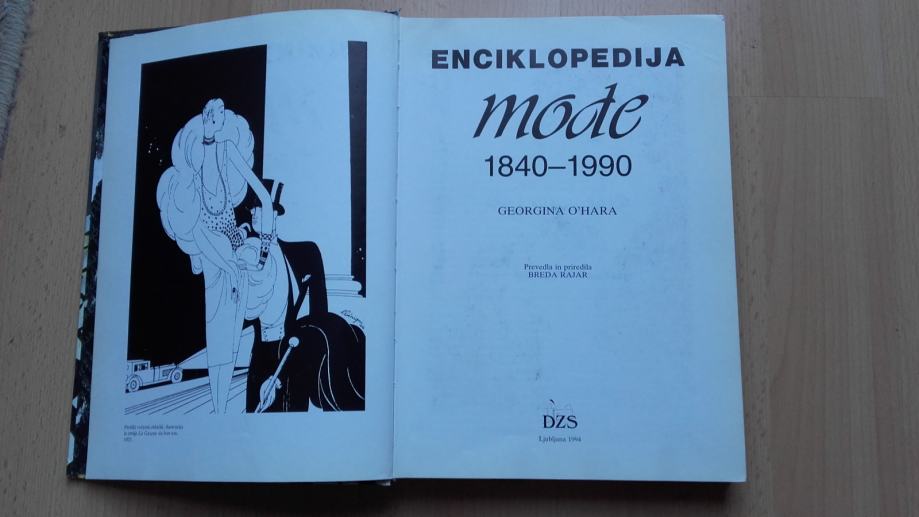 ENCIKLOPEDIJA
mode
1840–1990
GEORGINA O'HARA
Prevedla in priredila
BREDA RAJAR
DZS
Ljubljana 1994